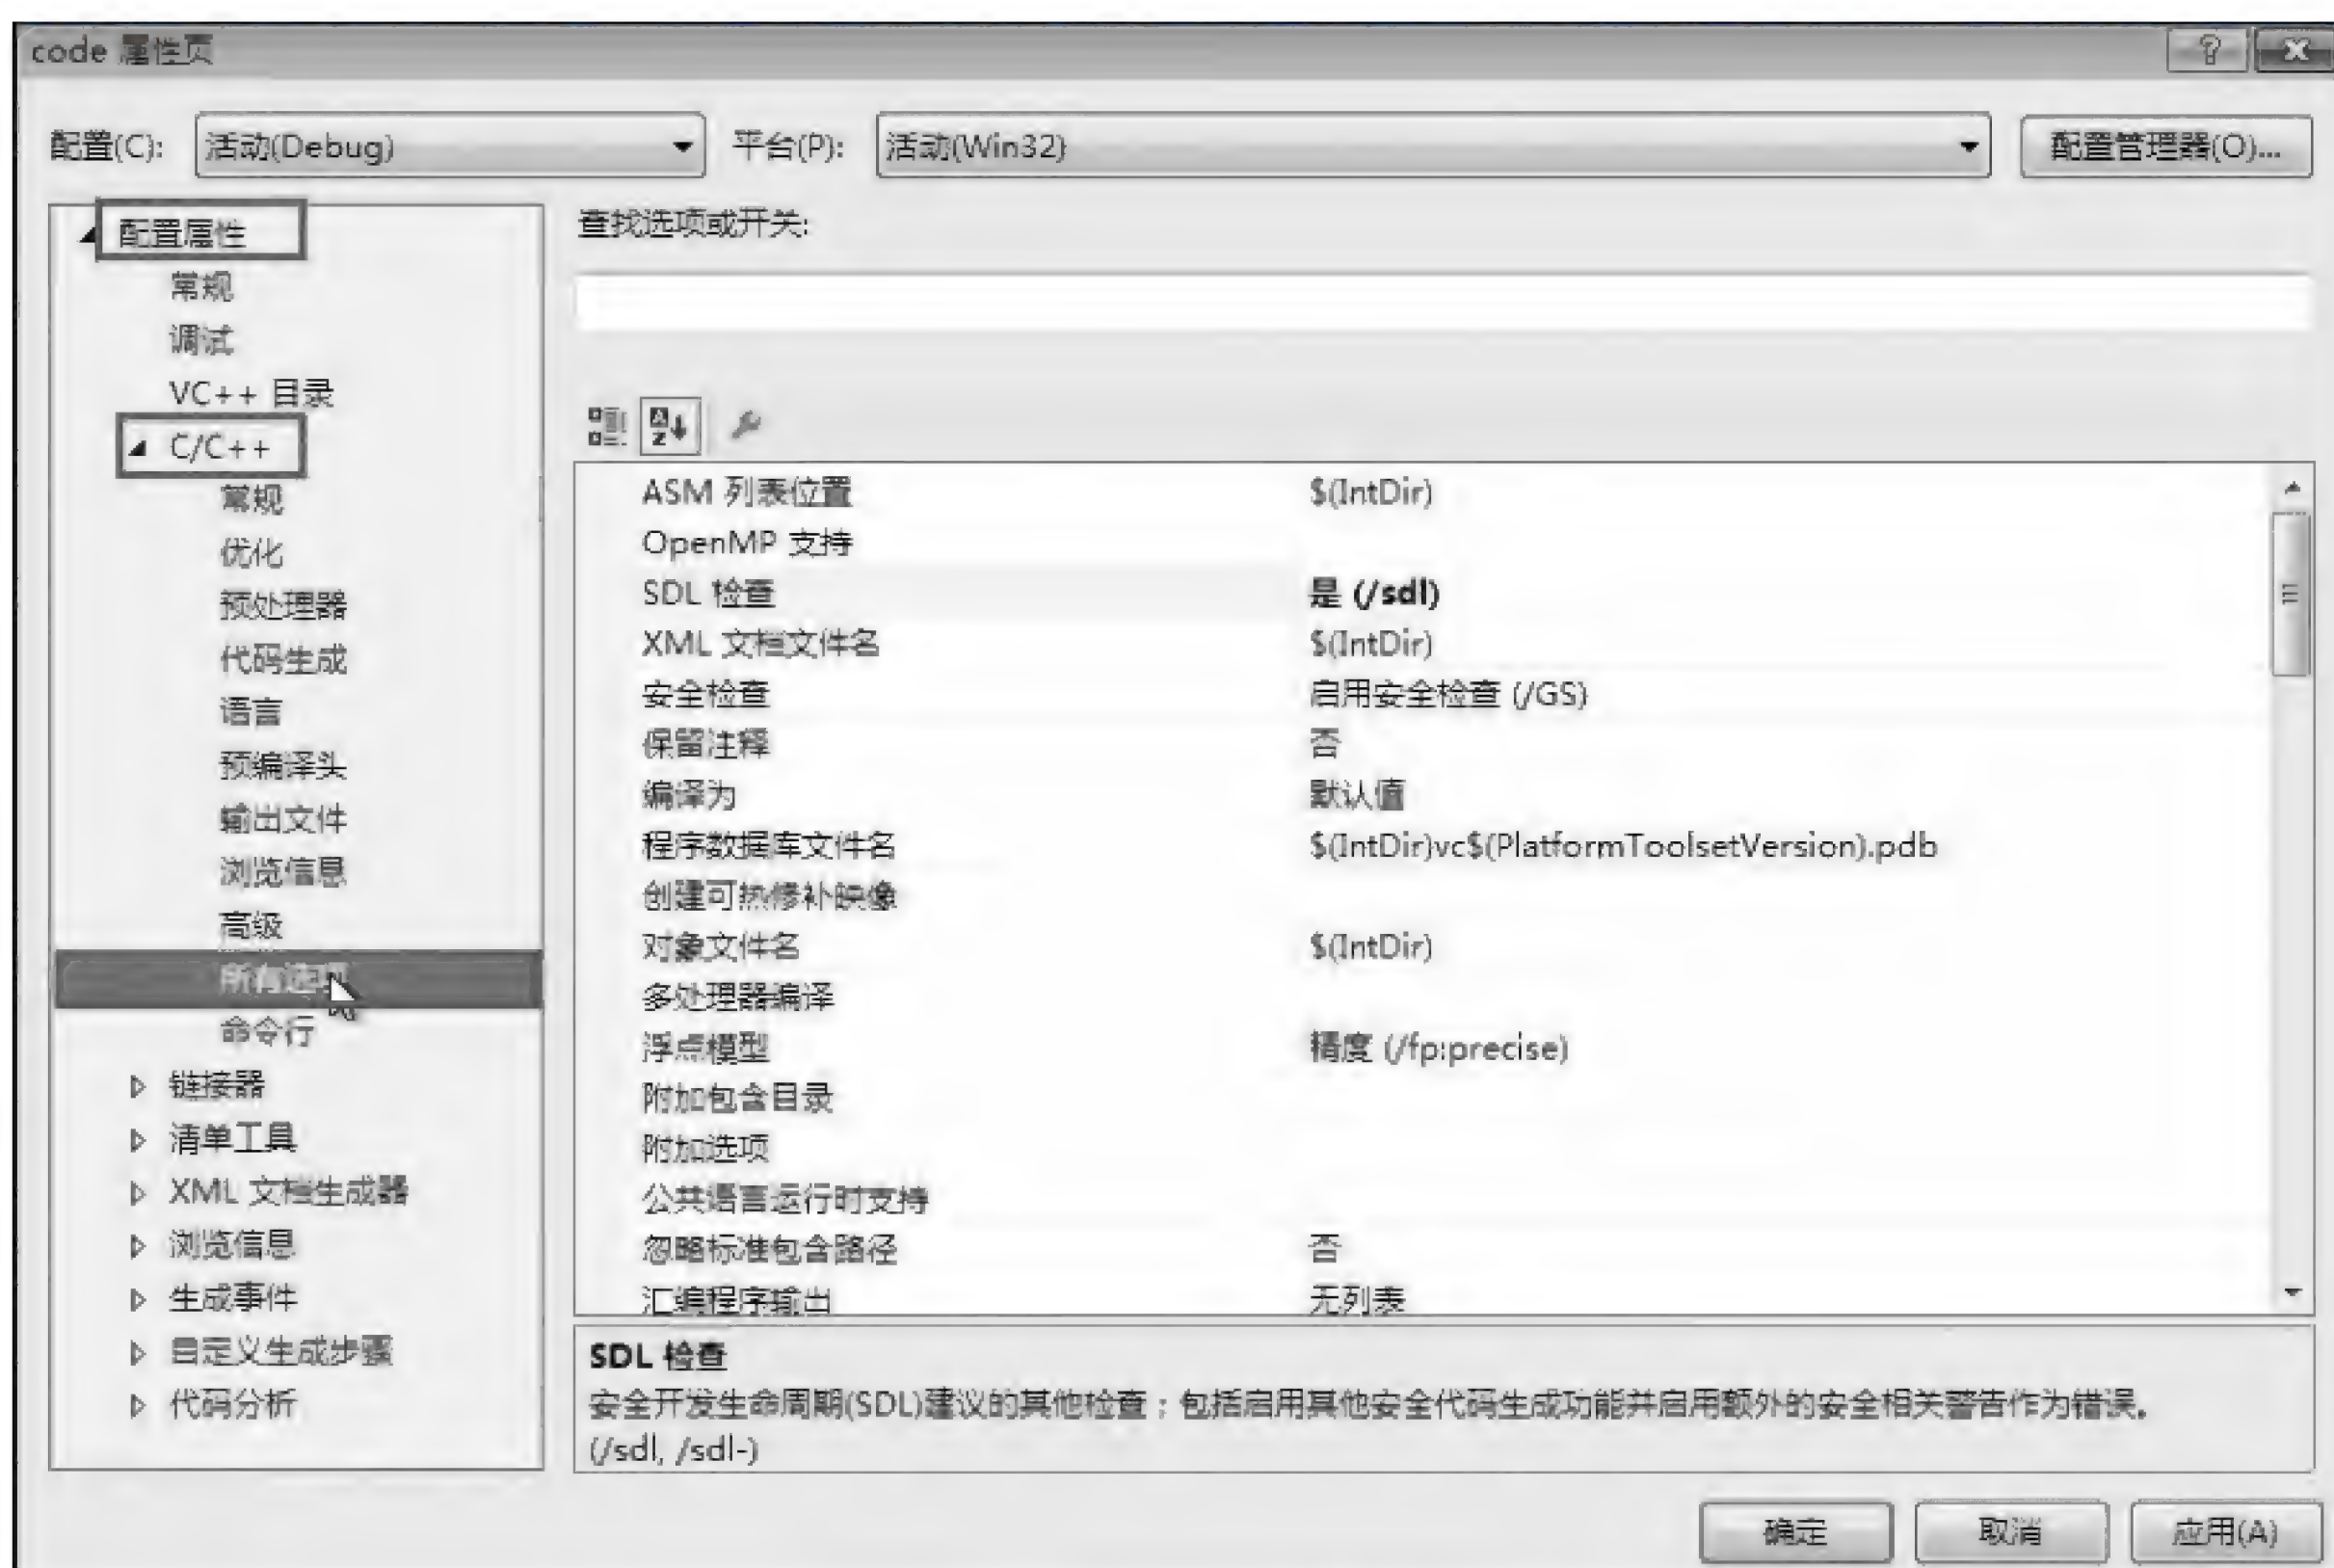 code 属性页
配置(C): 活动(Debug) 平台(P): 活动(Win32) 配置管理器(O)...
配置属性
常规
调试
VC++ 目录
C/C++
常规
优化
预处理器
代码生成
语言
预编译头
输出文件
浏览信息
高级
所有选项
命令行
链接器
清单工具
XML 文档生成器
浏览信息
生成事件
自定义生成步骤
代码分析
查找选项或开关:
ASM 列表位置 $(IntDir)
OpenMP 支持
SDL 检查 是 (/sdl)
XML 文档文件名 $(IntDir)
安全检查 启用安全检查 (/GS)
保留注释 否
编译为 默认值
程序数据库文件名 $(IntDir)vc$(PlatformToolsetVersion).pdb
创建可热修补映像
对象文件名 $(IntDir)
多处理器编译
浮点模型 精度 (/fp:precise)
附加包含目录
附加选项
公共语言运行时支持
忽略标准包含路径 否
汇编程序输出 无列表
SDL 检查
安全开发生命周期(SDL)建议的其他检查；包括启用其他安全代码生成功能并启用额外的安全相关警告作为错误。
(/sdl, /sdl-)
确定 取消 应用(A)